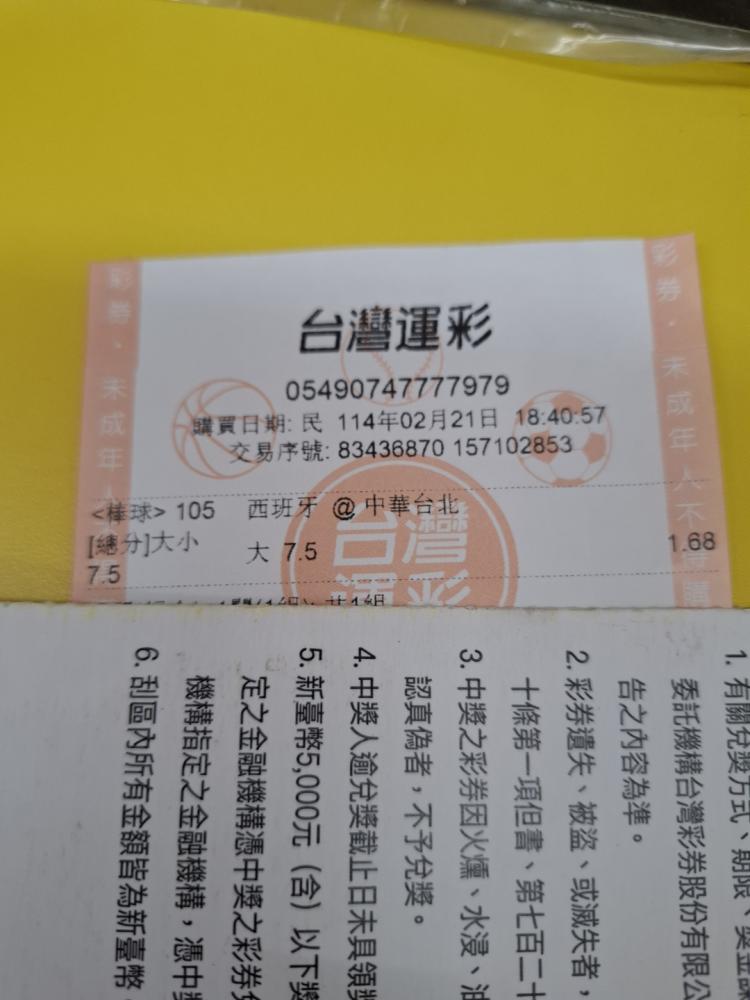 台灣運彩
05490747777979
購買日期: 民 114年02月21日 18:40:57
交易序號: 83436870 157102853
<棒球> 105 西班牙 @ 中華台北
[總分]大小 大 7.5 1.68
7.5
彩券．未成年人
彩券．未成年人不
台灣
1. 有關兌獎方式、期限、獎金
委託機構台灣彩券股份有限公
告之內容為準。
2. 彩券遺失、被盜、或滅失者，
十條第一項但書、第七百二十
3. 中獎之彩券因火燻、水浸、油
認真偽者，不予兌獎。
4. 中獎人逾兌獎截止日未具領獎
5. 新臺幣5,000元（含）以下獎
定之金融機構憑中獎之彩券
機構指定之金融機構，憑中
6. 刮區內所有金額皆為新臺幣